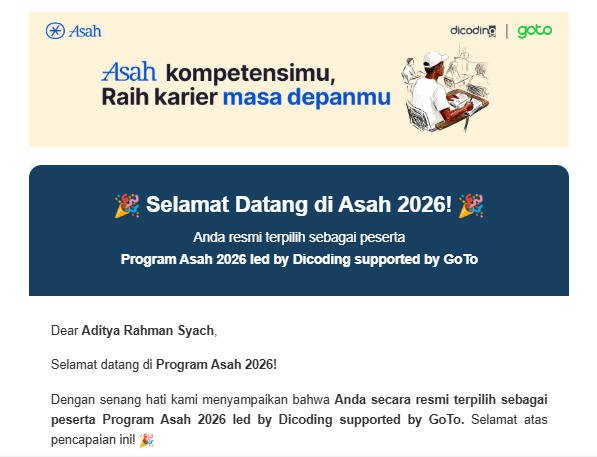 Asah
dicoding | goto
Asah kompetensimu,
Raih karier masa depanmu
🎉 Selamat Datang di Asah 2026! 🎉
Anda resmi terpilih sebagai peserta
Program Asah 2026 led by Dicoding supported by GoTo
Dear Aditya Rahman Syach,
Selamat datang di Program Asah 2026!
Dengan senang hati kami menyampaikan bahwa Anda secara resmi terpilih sebagai
peserta Program Asah 2026 led by Dicoding supported by GoTo. Selamat atas
pencapaian ini! 🎉